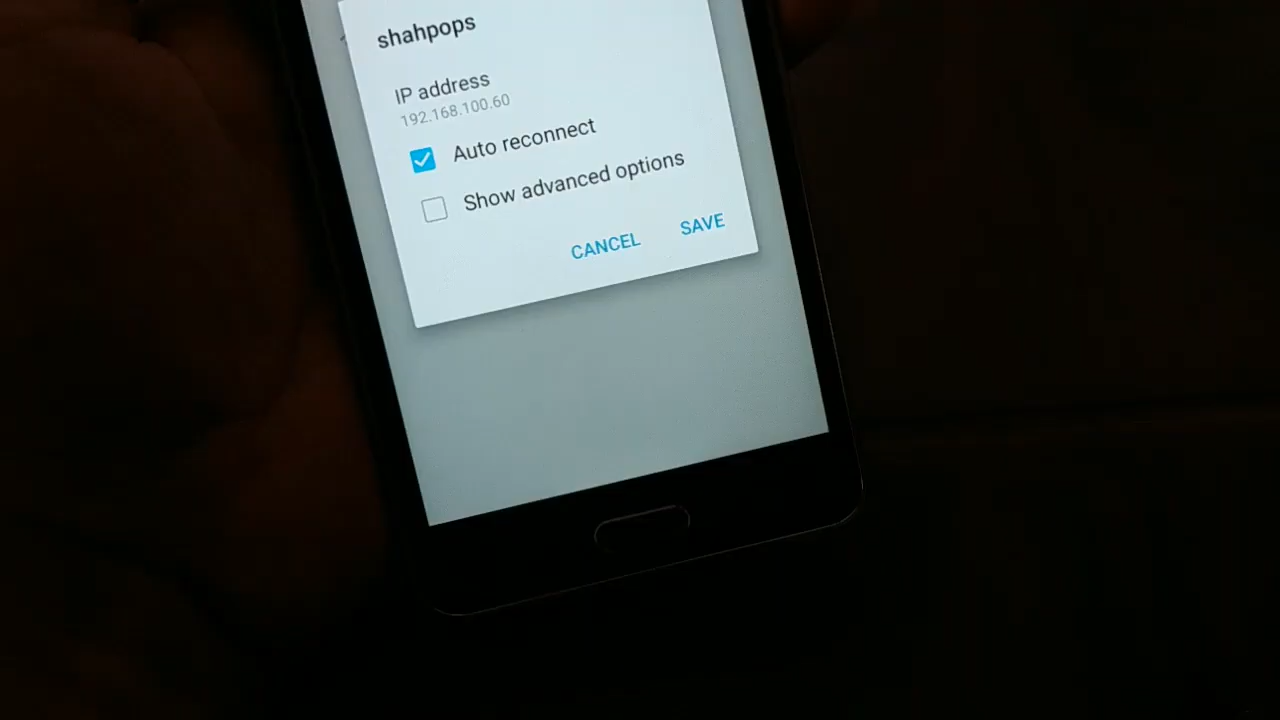 shahpops
IP address
192.168.100.60
Auto reconnect
Show advanced options
CANCEL SAVE